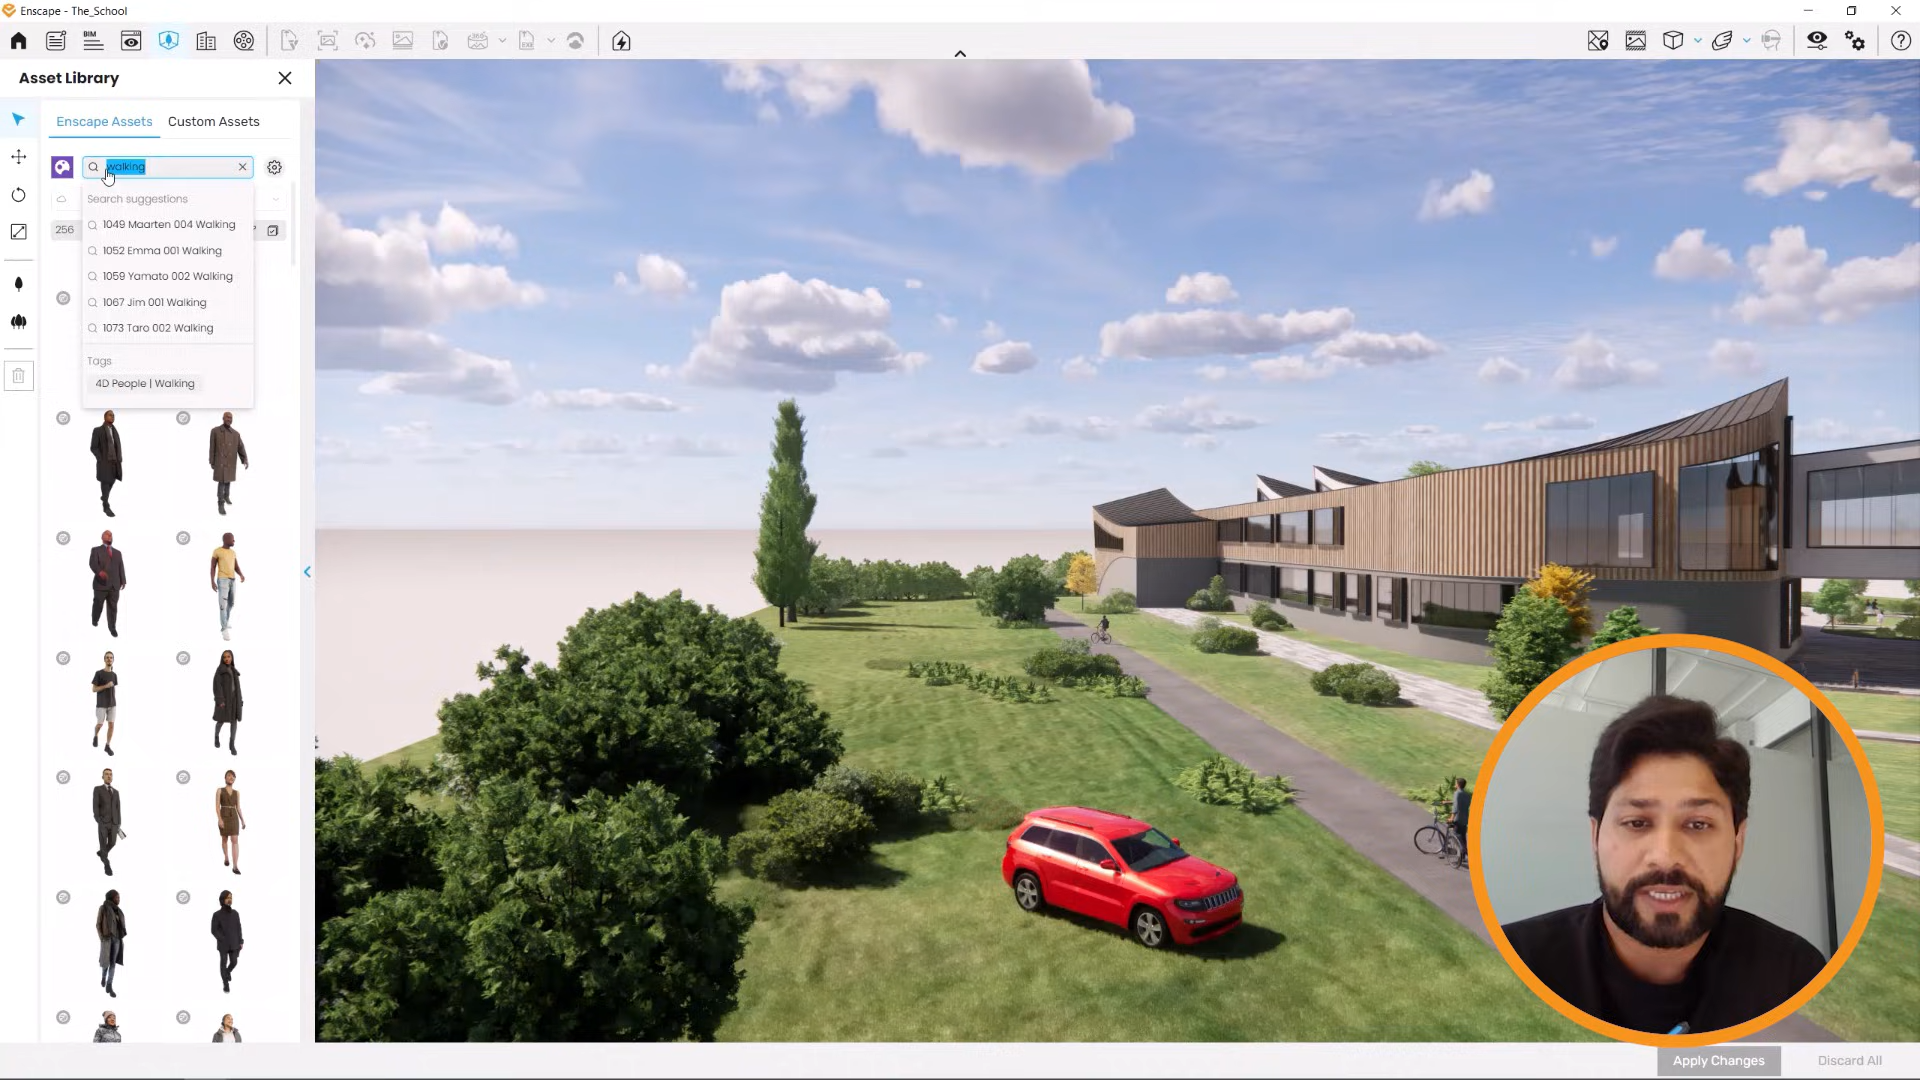 Enscape - The_School
BIM
Asset Library
Enscape Assets
Custom Assets
walking
Search suggestions
256
1049 Maarten 004 Walking
1052 Emma 001 Walking
1059 Yamato 002 Walking
1067 Jim 001 Walking
1073 Taro 002 Walking
Tags
4D People | Walking
Apply Changes
Discard All